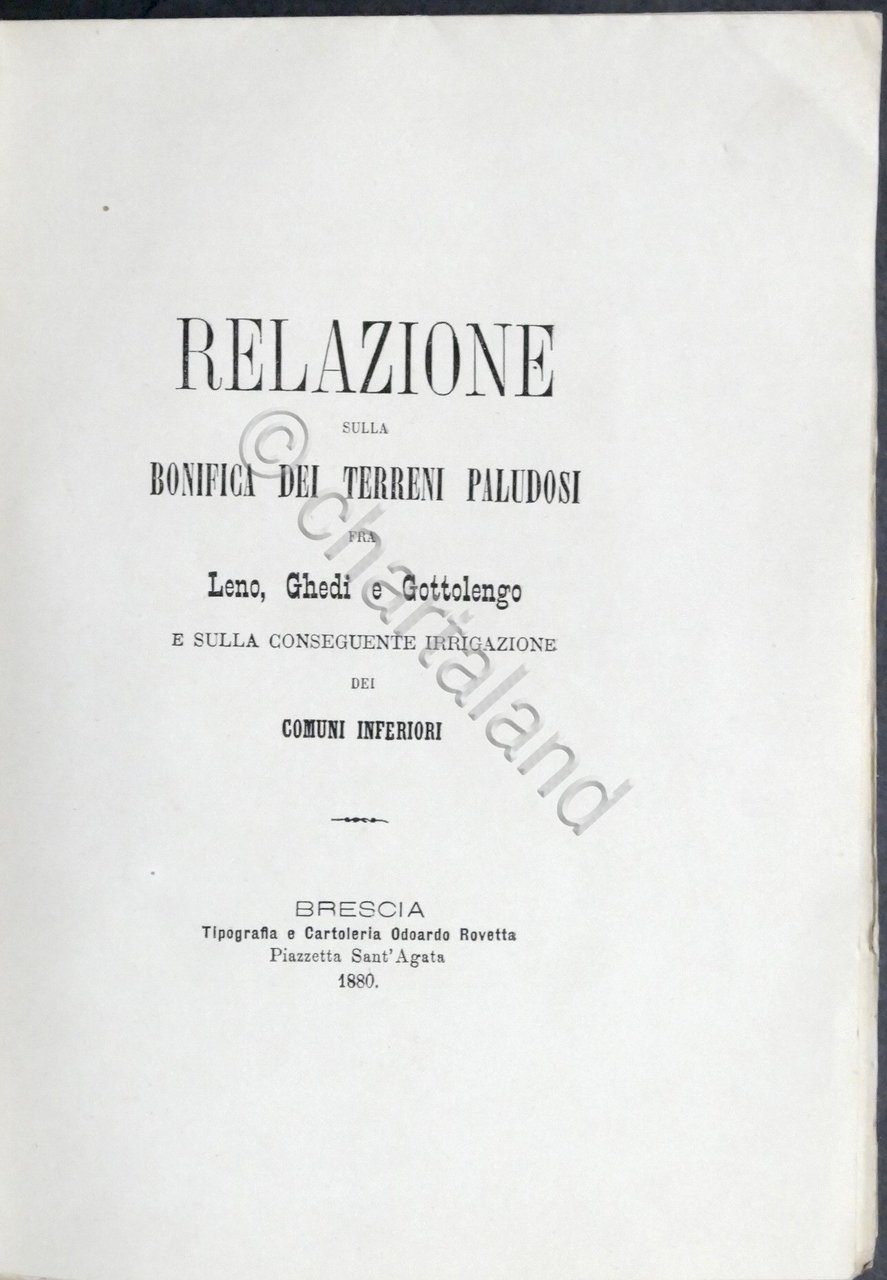 RELAZIONE
SULLA
BONIFICA DEI TERRENI PALUDOSI
FRA
Leno, Ghedi e Gottolengo
E SULLA CONSEGUENTE IRRIGAZIONE
DEI
COMUNI INFERIORI
BRESCIA
Tipografia e Cartoleria Odoardo Rovetta
Piazzetta Sant'Agata
1880.
© chartaland